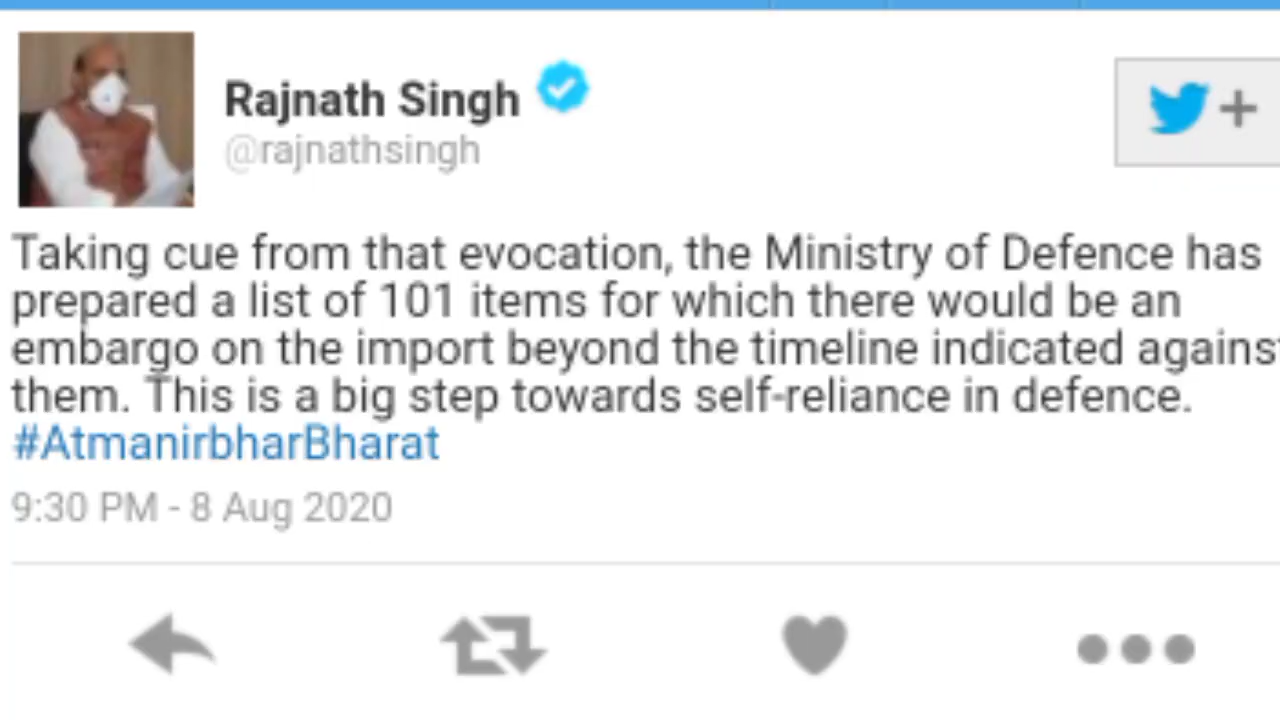 Rajnath Singh
@rajnathsingh
Taking cue from that evocation, the Ministry of Defence has
prepared a list of 101 items for which there would be an
embargo on the import beyond the timeline indicated against
them. This is a big step towards self-reliance in defence.
#AtmanirbharBharat
9:30 PM - 8 Aug 2020